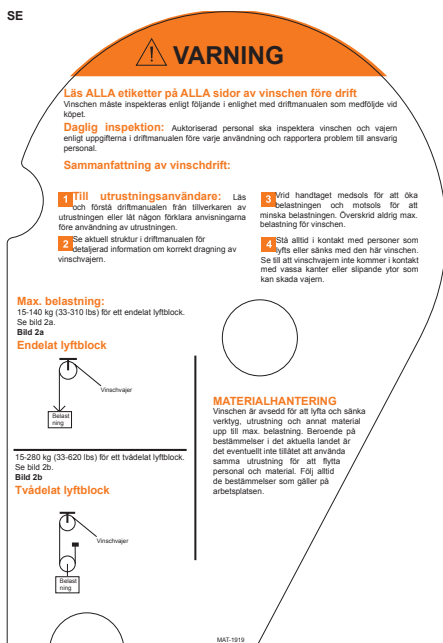 SE
VARNING
Läs ALLA etiketter på ALLA sidor av vinschen före drift
Vinschen måste inspekteras enligt följande i enlighet med driftmanualen som medföljde vid
köpet.
Daglig inspektion: Auktoriserad personal ska inspektera vinschen och vajern
enligt uppgifterna i driftmanualen före varje användning och rapportera problem till ansvarig
personal.
Sammanfattning av vinschdrift:
1 Till utrustningsanvändare: Läs
och förstå driftmanualen från tillverkaren av
utrustningen eller låt någon förklara anvisningarna
före användning av utrustningen.
2 Se aktuell struktur i driftmanualen för
detaljerad information om korrekt dragning av
vinschvajern.
3 Vrid handtaget medsols för att öka
belastningen och motsols för att
minska belastningen. Överskrid aldrig max.
belastning för vinschen.
4 Stå alltid i kontakt med personer som
lyfts eller sänks med den här vinschen.
Se till att vinschvajern inte kommer i kontakt
med vassa kanter eller slipande ytor som
kan skada vajern.
Max. belastning:
15-140 kg (33-310 lbs) för ett endelat lyftblock.
Se bild 2a.
Bild 2a
Endelat lyftblock
Vinschvajer
Belast
ning
15-280 kg (33-620 lbs) för ett tvådelat lyftblock.
Se bild 2b.
Bild 2b
Tvådelat lyftblock
Vinschvajer
Belast
ning
MATERIALHANTERING
Vinschen är avsedd för att lyfta och sänka
verktyg, utrustning och annat material
upp till max. belastning. Beroende på
bestämmelser i det aktuella landet är
det eventuellt inte tillåtet att använda
samma utrustning för att flytta
personal och material. Följ alltid
de bestämmelser som gäller på
arbetsplatsen.
MAT-1919